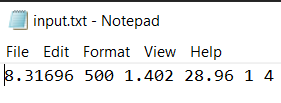 input.txt - Notepad
File Edit Format View Help
8.31696 500 1.402 28.96 1 4